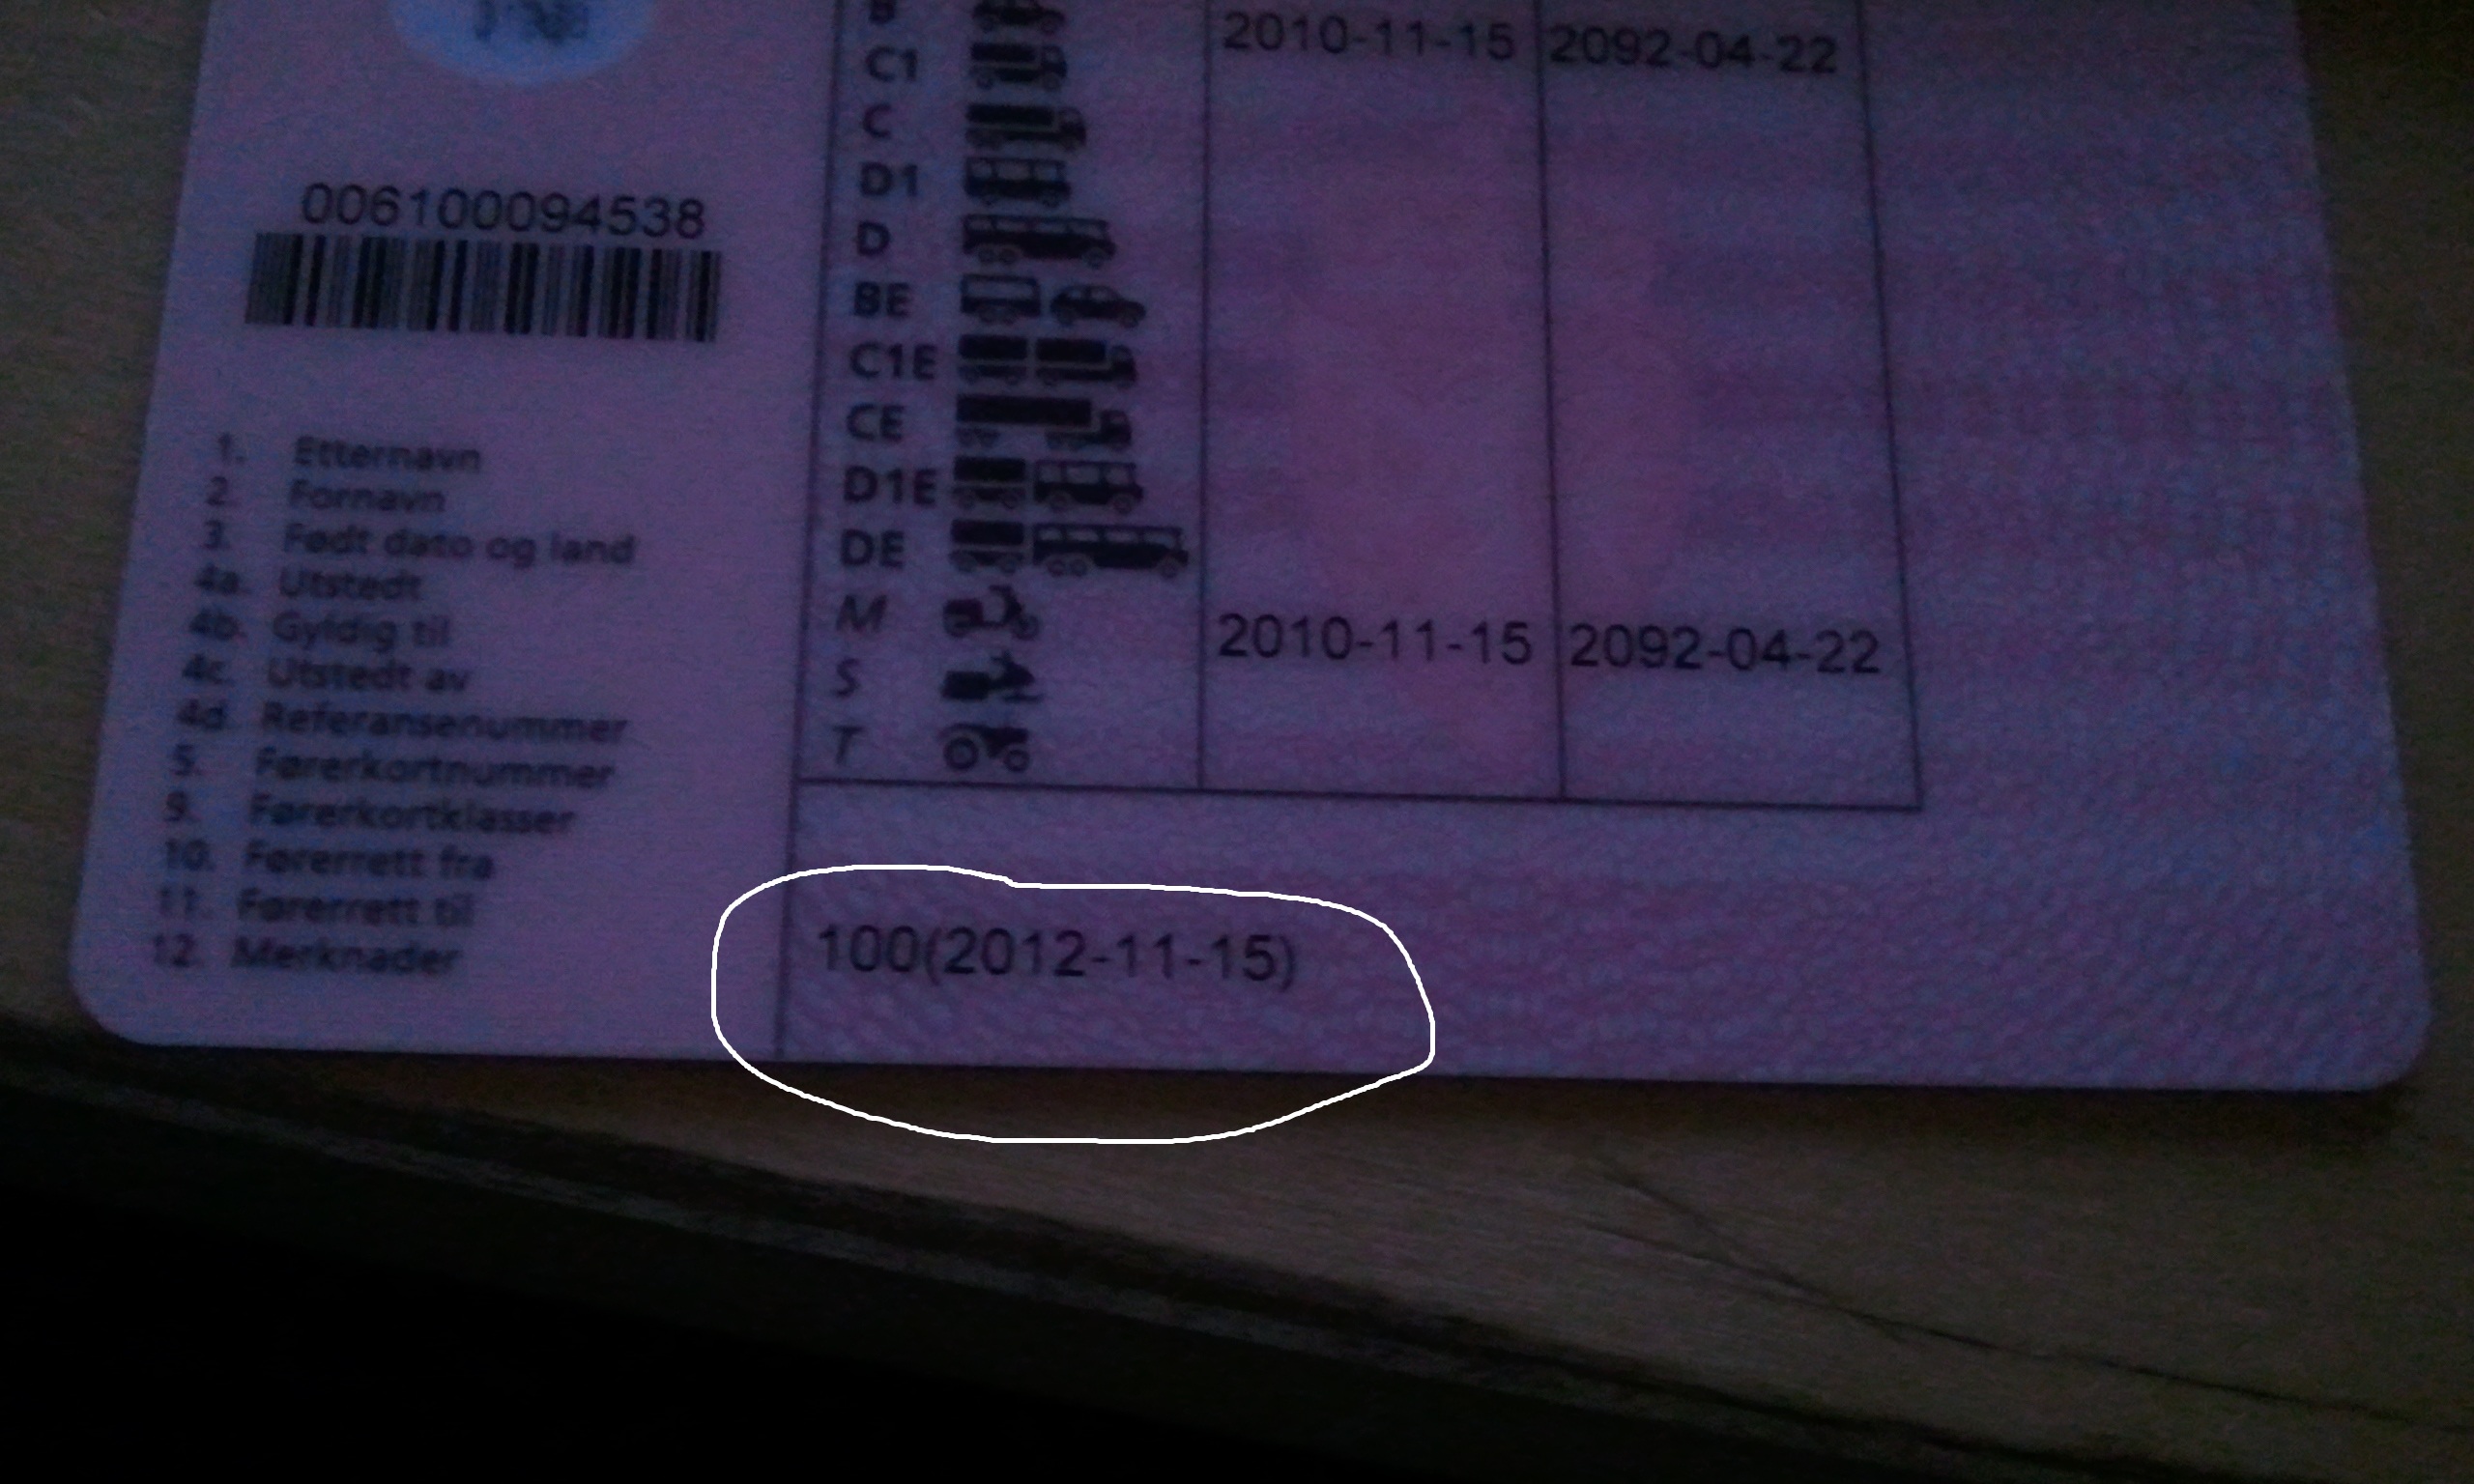 B
2010-11-15 2092-04-22
C1
C
D1
006100094538
D
BE
C1E
CE
D1E
DE
M 2010-11-15 2092-04-22
S
T
1. Etternavn
2. Fornavn
3. Født dato og land
4a. Utstedt
4b. Gyldig til
4c. Utstedt av
4d. Referansenummer
5. Førerkortnummer
9. Førerkortklasser
10. Førerrett fra
11. Førerrett til
12. Merknader
100(2012-11-15)